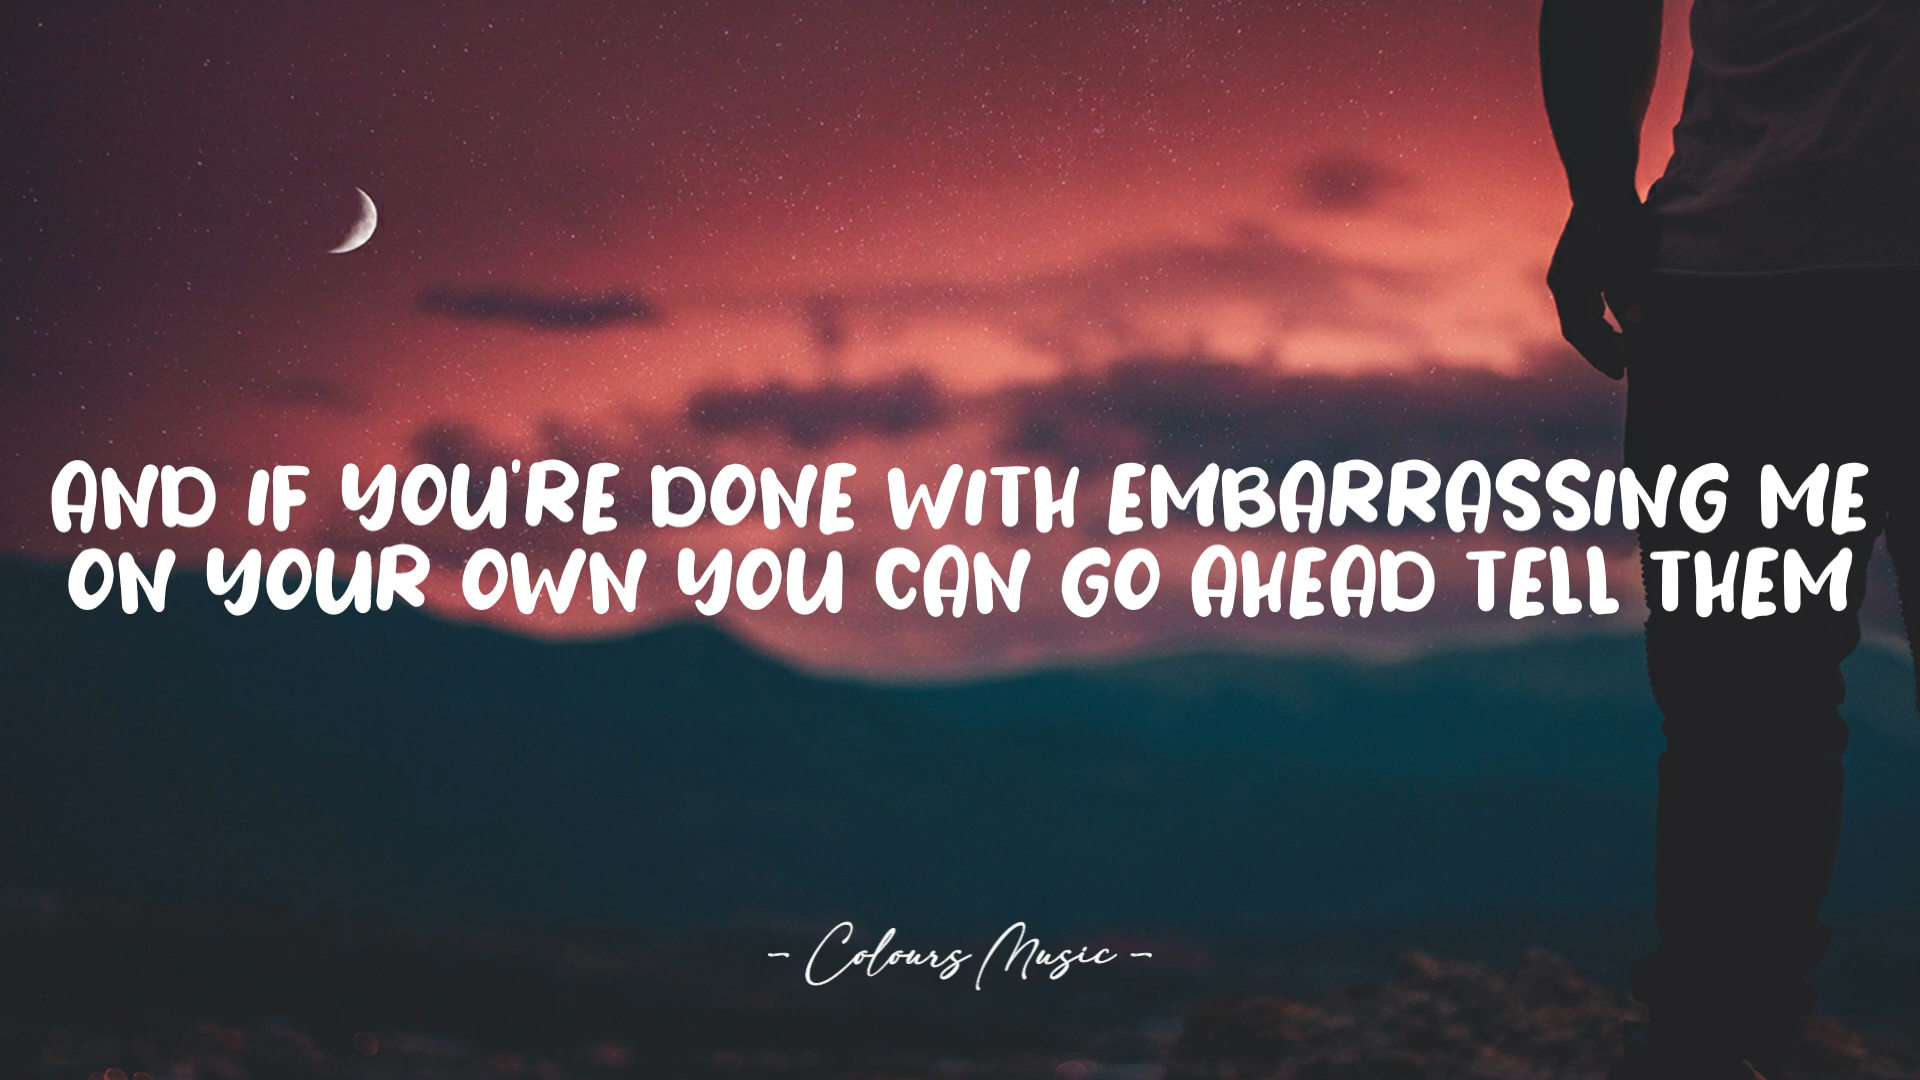 AND IF YOU'RE DONE WITH EMBARRASSING ME
ON YOUR OWN YOU CAN GO AHEAD TELL THEM
- Colours Music -